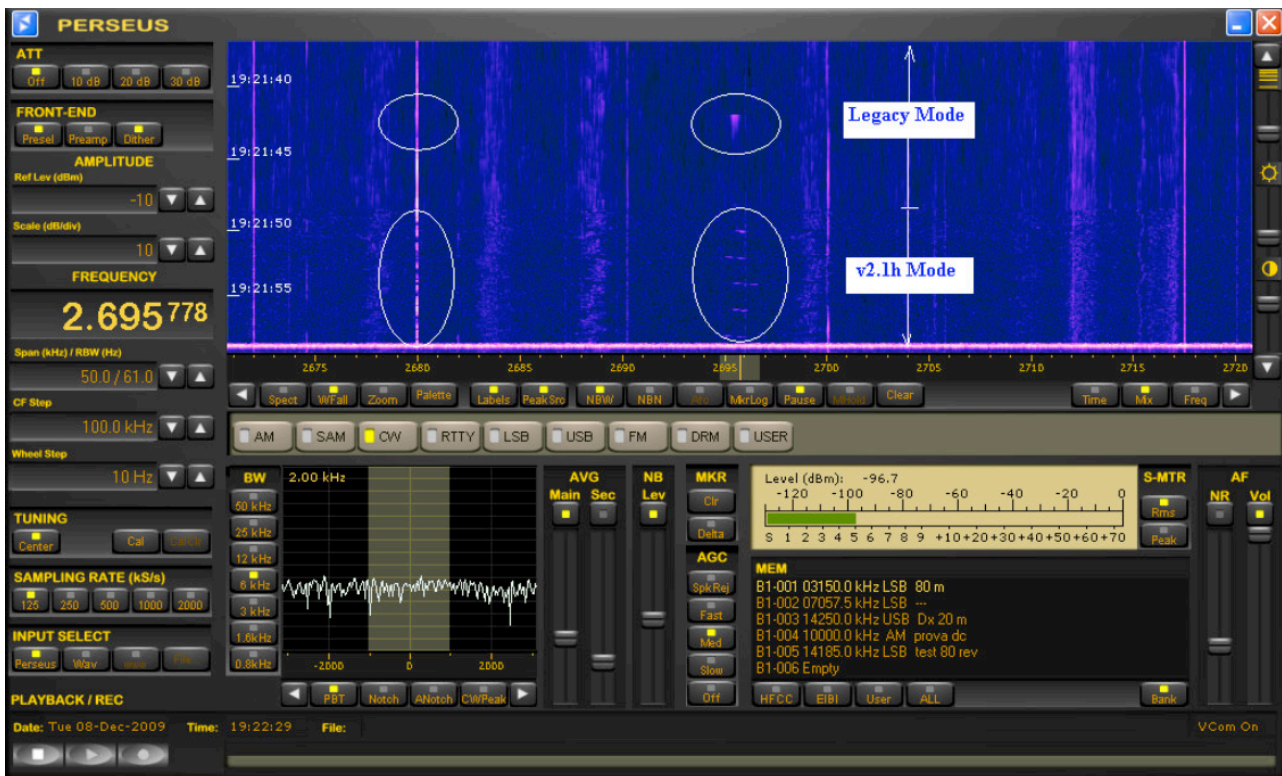 PERSEUS
ATT
Off 10 dB 20 dB 30 dB
FRONT-END
Presel Preamp Dither
AMPLITUDE
Ref Lev (dBm)
-10
Scale (dB/div)
10
FREQUENCY
2.695 778
Span (kHz) / RBW (Hz)
50.0 / 61.0
CF Step
100.0 kHz
Wheel Step
10 Hz
TUNING
Center Cal
SAMPLING RATE (kS/s)
125 250 500 1000 2000
INPUT SELECT
Perseus Wav
PLAYBACK / REC
19:21:40
19:21:45
19:21:50
19:21:55
Legacy Mode
v2.1h Mode
2675 2680 2685 2690 2695 2700 2705 2710 2715 2720
Spect WFall Zoom Palette Labels PeakSrc NBW NBN MkrLog Pause MHold Clear Time Mix Freq
AM SAM CW RTTY LSB USB FM DRM USER
BW
50 kHz
25 kHz
12 kHz
6 kHz
3 kHz
1.6kHz
0.8kHz
2.00 kHz
-2000 0 2000
PBT Notch ANotch CWPeak
AVG
Main Sec
NB
Lev
MKR
Clr
Delta
AGC
SpkRej
Fast
Med
Slow
Off
Level (dBm): -96.7
-120 -100 -80 -60 -40 -20 0
S 1 2 3 4 5 6 7 8 9 +10+20+30+40+50+60+70
S-MTR
Rms
Peak
AF
NR Vol
MEM
B1-001 03150.0 kHz LSB 80 m
B1-002 07057.5 kHz LSB ---
B1-003 14250.0 kHz USB Dx 20 m
B1-004 10000.0 kHz AM prova dc
B1-005 14185.0 kHz LSB test 80 rev
B1-006 Empty
HFCC EIBI User ALL
Bank
Date: Tue 08-Dec-2009 Time: 19:22:29 File:
VCom On